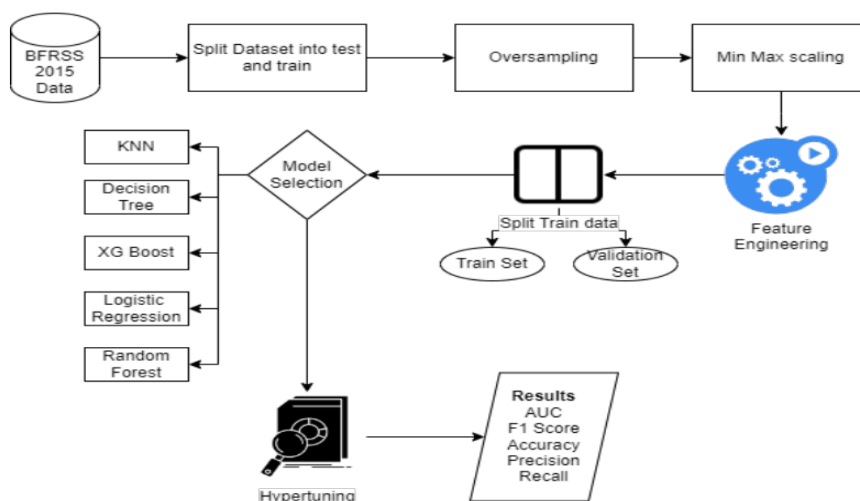 BFRSS
2015
Data
Split Dataset into test
and train
Oversampling
Min Max scaling
Feature
Engineering
Split Train data
Train Set
Validation
Set
Model
Selection
KNN
Decision
Tree
XG Boost
Logistic
Regression
Random
Forest
Hypertuning
Results
AUC
F1 Score
Accuracy
Precision
Recall